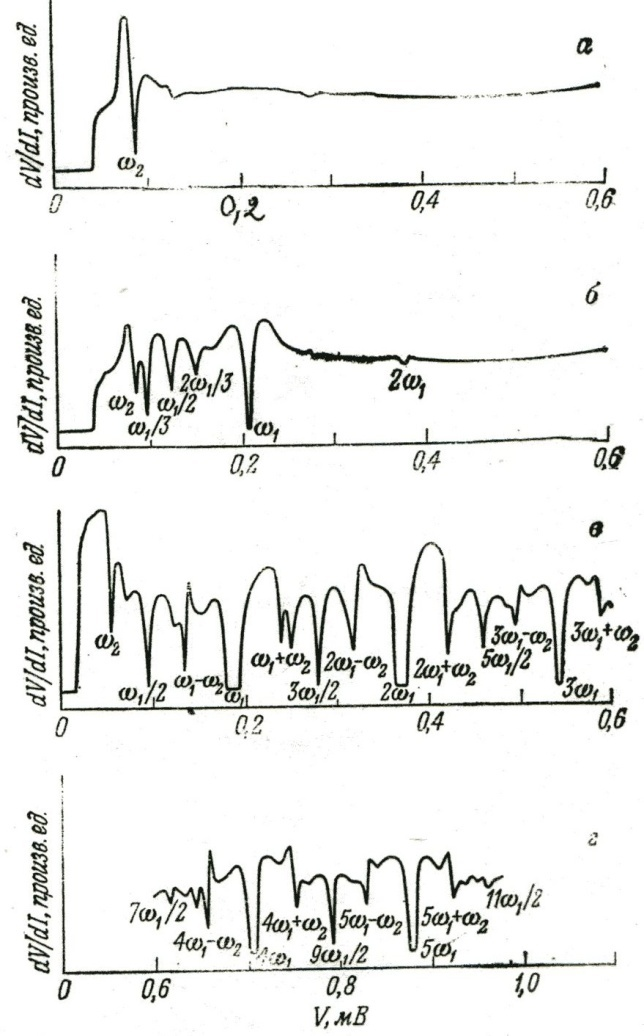 dV/dI, произв. ед.
а
ω₂
0 0,2 0,4 0,6
dV/dI, произв. ед.
б
ω₂ ω₁/3 ω₁/2 2ω₁/3 ω₁ 2ω₁
0 0,2 0,4 0,6
dV/dI, произв. ед.
в
ω₂ ω₁/2 ω₁-ω₂ ω₁ ω₁+ω₂ 3ω₁/2 2ω₁-ω₂ 2ω₁ 2ω₁+ω₂ 5ω₁/2 3ω₁-ω₂ 3ω₁ 3ω₁+ω₂
0 0,2 0,4 0,6
dV/dI, произв. ед.
г
7ω₁/2 4ω₁-ω₂ 4ω₁ 4ω₁+ω₂ 9ω₁/2 5ω₁-ω₂ 5ω₁ 5ω₁+ω₂ 11ω₁/2
0 0,6 0,8 1,0
V, мВ